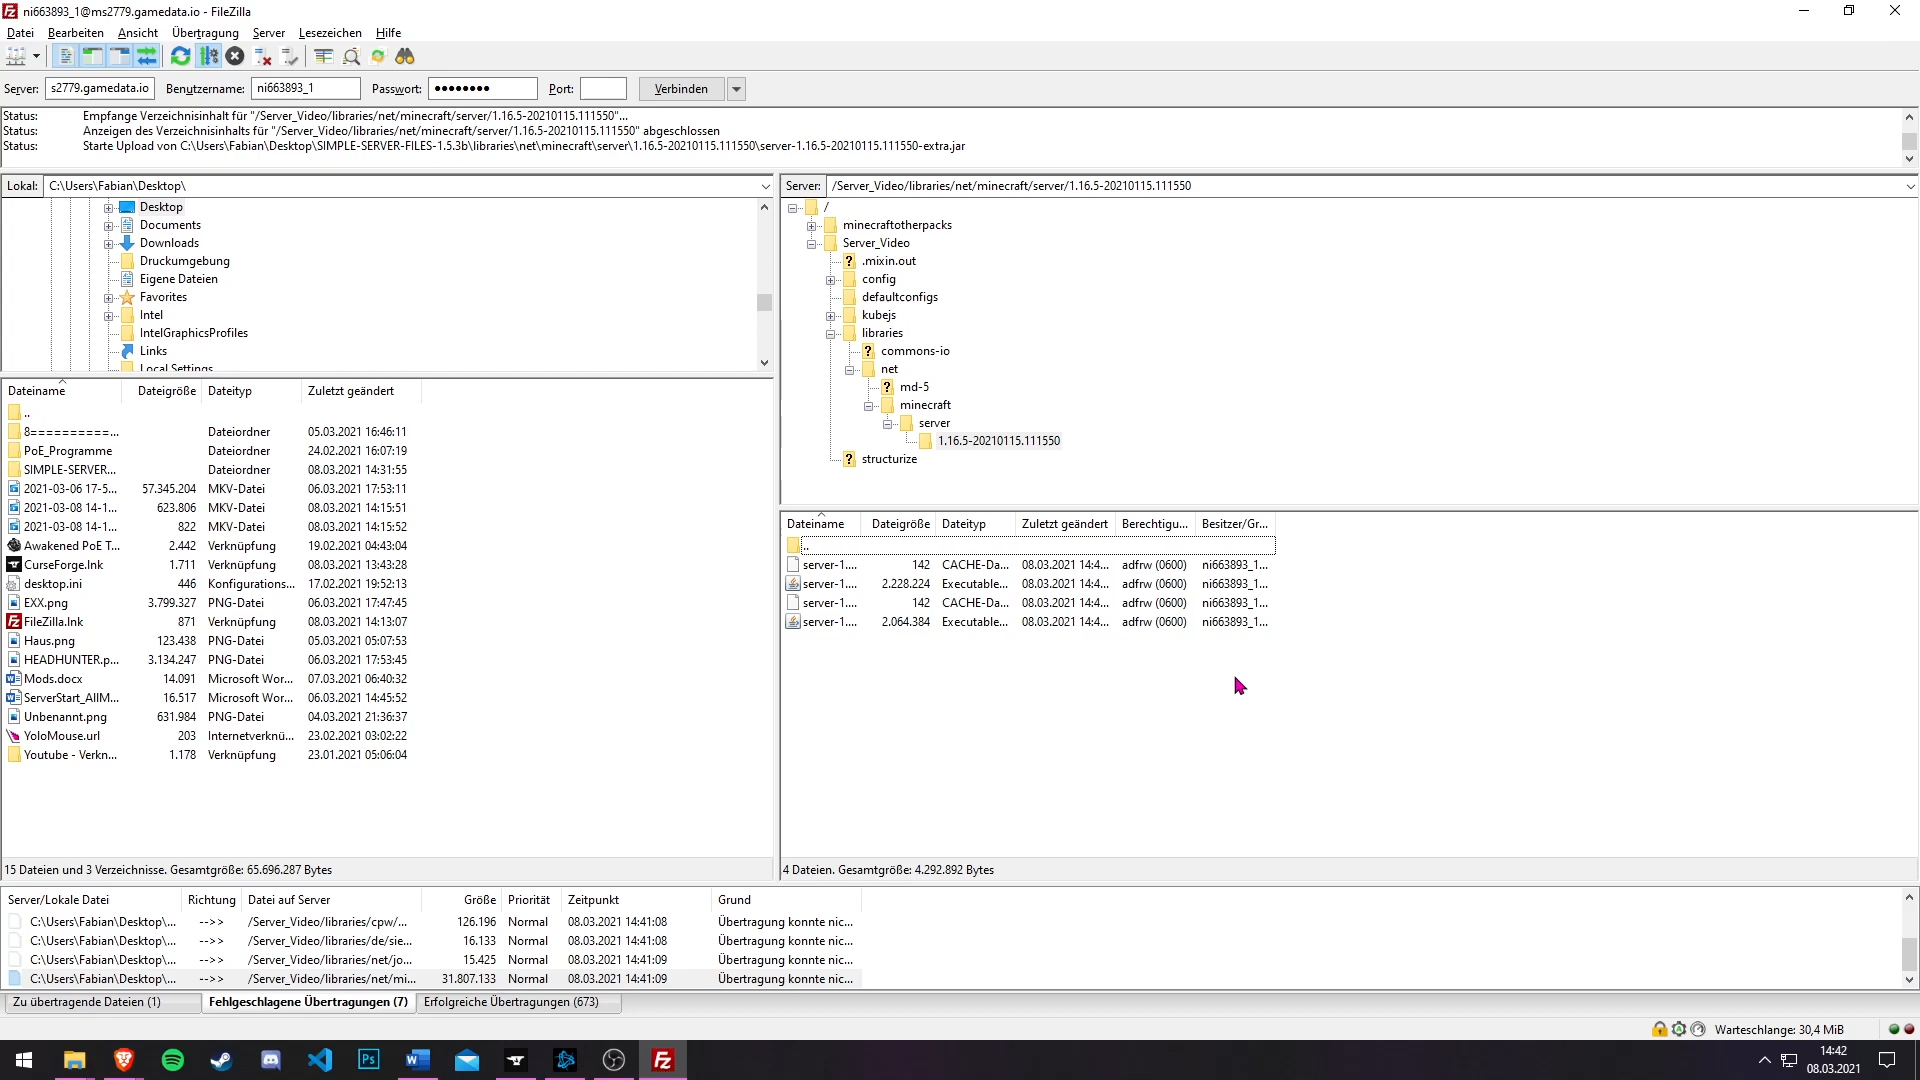 ni663893_1@ms2779.gamedata.io - FileZilla
Datei Bearbeiten Ansicht Übertragung Server Lesezeichen Hilfe
Server: s2779.gamedata.io Benutzername: ni663893_1 Passwort: ●●●●●●●● Port: Verbinden
Status: Empfange Verzeichnisinhalt für "/Server_Video/libraries/net/minecraft/server/1.16.5-20210115.111550"...
Status: Anzeigen des Verzeichnisinhalts für "/Server_Video/libraries/net/minecraft/server/1.16.5-20210115.111550" abgeschlossen
Status: Starte Upload von C:\Users\Fabian\Desktop\SIMPLE-SERVER-FILES-1.5.3b\libraries\net\minecraft\server\1.16.5-20210115.111550\server-1.16.5-20210115.111550-extra.jar
Lokal: C:\Users\Fabian\Desktop\
Desktop
Documents
Downloads
Druckumgebung
Eigene Dateien
Favorites
Intel
IntelGraphicsProfiles
Links
Local Settings
Dateiname Dateigröße Dateityp Zuletzt geändert
..
8==========... Dateiordner 05.03.2021 16:46:11
PoE_Programme Dateiordner 24.02.2021 16:07:19
SIMPLE-SERVER... Dateiordner 08.03.2021 14:31:55
2021-03-06 17-5... 57.345.204 MKV-Datei 06.03.2021 17:53:11
2021-03-08 14-1... 623.806 MKV-Datei 08.03.2021 14:15:51
2021-03-08 14-1... 822 MKV-Datei 08.03.2021 14:15:52
Awakened PoE T... 2.442 Verknüpfung 19.02.2021 04:43:04
CurseForge.lnk 1.711 Verknüpfung 08.03.2021 13:43:28
desktop.ini 446 Konfigurations... 17.02.2021 19:52:13
EXX.png 3.799.327 PNG-Datei 06.03.2021 17:47:45
FileZilla.lnk 871 Verknüpfung 08.03.2021 14:13:07
Haus.png 123.438 PNG-Datei 05.03.2021 05:07:53
HEADHUNTER.p... 3.134.247 PNG-Datei 06.03.2021 17:53:45
Mods.docx 14.091 Microsoft Wor... 07.03.2021 06:40:32
ServerStart_AllM... 16.517 Microsoft Wor... 06.03.2021 14:45:52
Unbenannt.png 631.984 PNG-Datei 04.03.2021 21:36:37
YoloMouse.url 203 Internetverknü... 23.02.2021 03:02:22
Youtube - Verkn... 1.178 Verknüpfung 23.01.2021 05:06:04
15 Dateien und 3 Verzeichnisse. Gesamtgröße: 65.696.287 Bytes
Server: /Server_Video/libraries/net/minecraft/server/1.16.5-20210115.111550
/
minecraftotherpacks
Server_Video
.mixin.out
config
defaultconfigs
kubejs
libraries
commons-io
net
md-5
minecraft
server
1.16.5-20210115.111550
structurize
Dateiname Dateigröße Dateityp Zuletzt geändert Berechtigu... Besitzer/Gr...
..
server-1.... 142 CACHE-Da... 08.03.2021 14:4... adfrw (0600) ni663893_1...
server-1.... 2.228.224 Executable... 08.03.2021 14:4... adfrw (0600) ni663893_1...
server-1.... 142 CACHE-Da... 08.03.2021 14:4... adfrw (0600) ni663893_1...
server-1.... 2.064.384 Executable... 08.03.2021 14:4... adfrw (0600) ni663893_1...
4 Dateien. Gesamtgröße: 4.292.892 Bytes
Server/Lokale Datei Richtung Datei auf Server Größe Priorität Zeitpunkt Grund
C:\Users\Fabian\Desktop\... -->> /Server_Video/libraries/cpw/... 126.196 Normal 08.03.2021 14:41:08 Übertragung konnte nic...
C:\Users\Fabian\Desktop\... -->> /Server_Video/libraries/de/sie... 16.133 Normal 08.03.2021 14:41:08 Übertragung konnte nic...
C:\Users\Fabian\Desktop\... -->> /Server_Video/libraries/net/jo... 15.425 Normal 08.03.2021 14:41:09 Übertragung konnte nic...
C:\Users\Fabian\Desktop\... -->> /Server_Video/libraries/net/mi... 31.807.133 Normal 08.03.2021 14:41:09 Übertragung konnte nic...
Zu übertragende Dateien (1) Fehlgeschlagene Übertragungen (7) Erfolgreiche Übertragungen (673)
Warteschlange: 30,4 MiB
14:42
08.03.2021